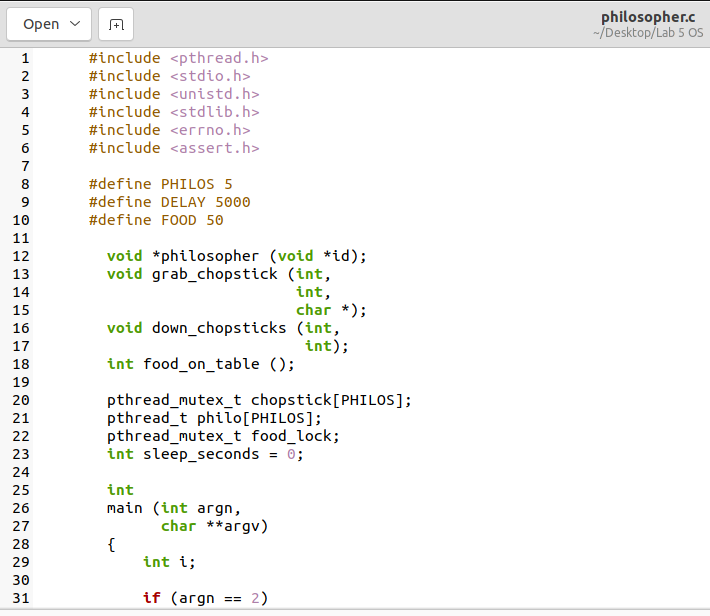 Open
philosopher.c
~/Desktop/Lab 5 OS
1 #include <pthread.h>
2 #include <stdio.h>
3 #include <unistd.h>
4 #include <stdlib.h>
5 #include <errno.h>
6 #include <assert.h>
7
8 #define PHILOS 5
9 #define DELAY 5000
10 #define FOOD 50
11
12 void *philosopher (void *id);
13 void grab_chopstick (int,
14 int,
15 char *);
16 void down_chopsticks (int,
17 int);
18 int food_on_table ();
19
20 pthread_mutex_t chopstick[PHILOS];
21 pthread_t philo[PHILOS];
22 pthread_mutex_t food_lock;
23 int sleep_seconds = 0;
24
25 int
26 main (int argn,
27 char **argv)
28 {
29 int i;
30
31 if (argn == 2)